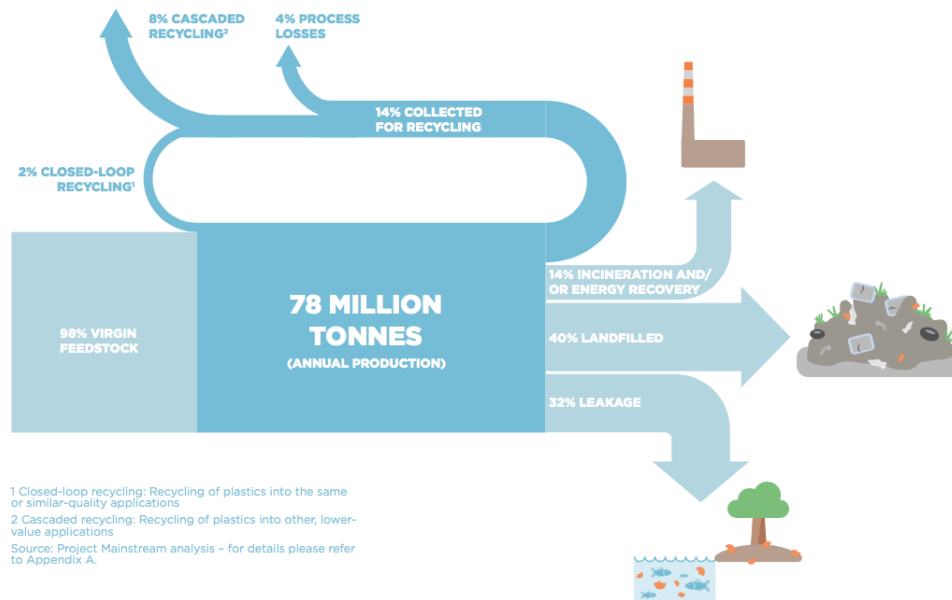 8% CASCADED
RECYCLING²
4% PROCESS
LOSSES
14% COLLECTED
FOR RECYCLING
2% CLOSED-LOOP
RECYCLING¹
14% INCINERATION AND/
OR ENERGY RECOVERY
78 MILLION
TONNES
(ANNUAL PRODUCTION)
98% VIRGIN
FEEDSTOCK
40% LANDFILLED
32% LEAKAGE
1 Closed-loop recycling: Recycling of plastics into the same
or similar-quality applications
2 Cascaded recycling: Recycling of plastics into other, lower-
value applications
Source: Project Mainstream analysis – for details please refer
to Appendix A.